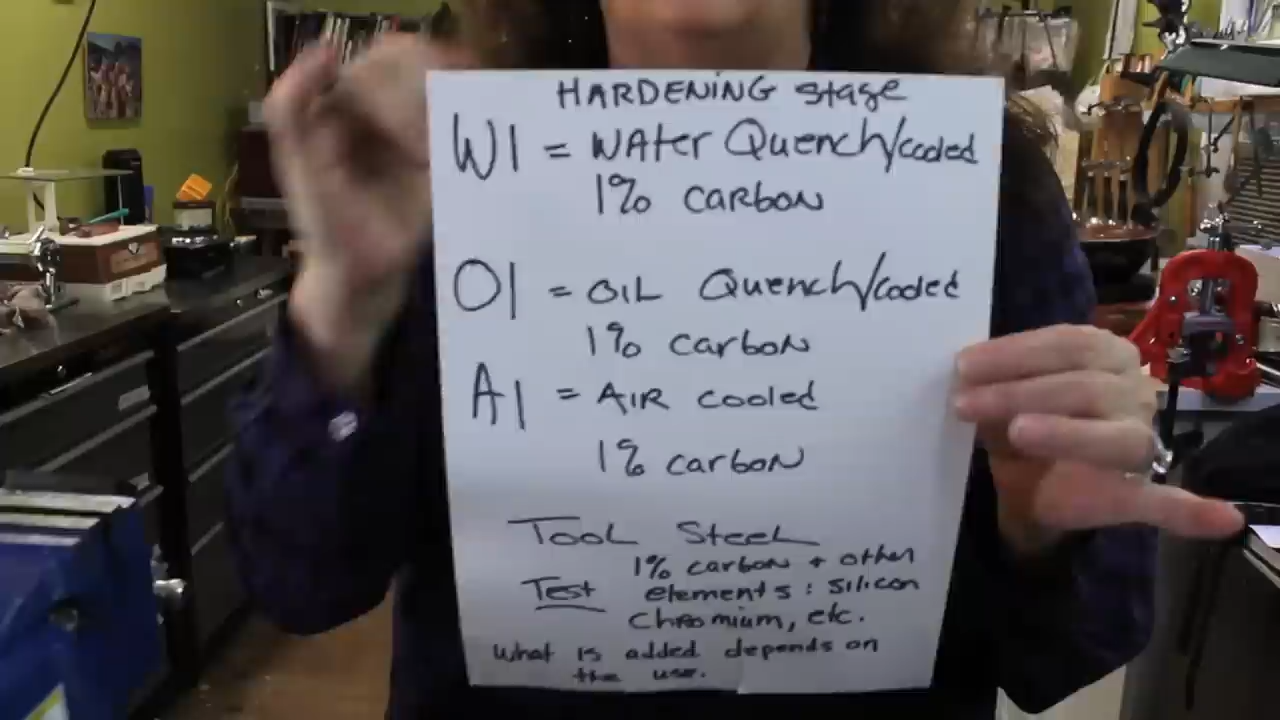 HARDENING Stage
W1 = WATer Quench/cooled
1% carbon
O1 = OIL Quench/cooled
1% carbon
A1 = AIR cooled
1% carbon
Tool Steel
1% carbon + other
Test elements: silicon
Chromium, etc.
What is added depends on
the use.